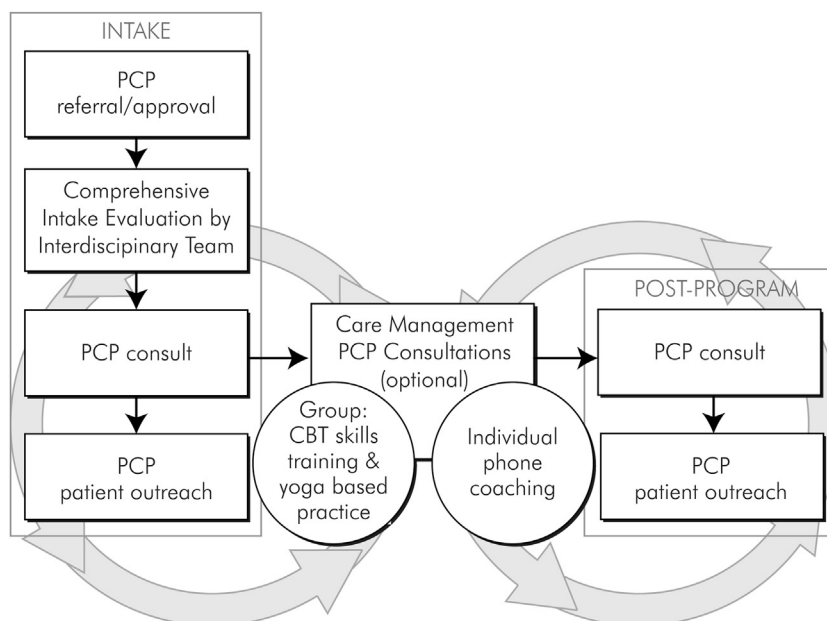 INTAKE
PCP
referral/approval
Comprehensive
Intake Evaluation by
Interdiscipinary Team
PCP consult
PCP
patient outreach
Care Management
PCP Consultations
(optional)
Group:
CBT skills
training &
yoga based
practice
Individual
phone
coaching
POST-PROGRAM
PCP consult
PCP
patient outreach